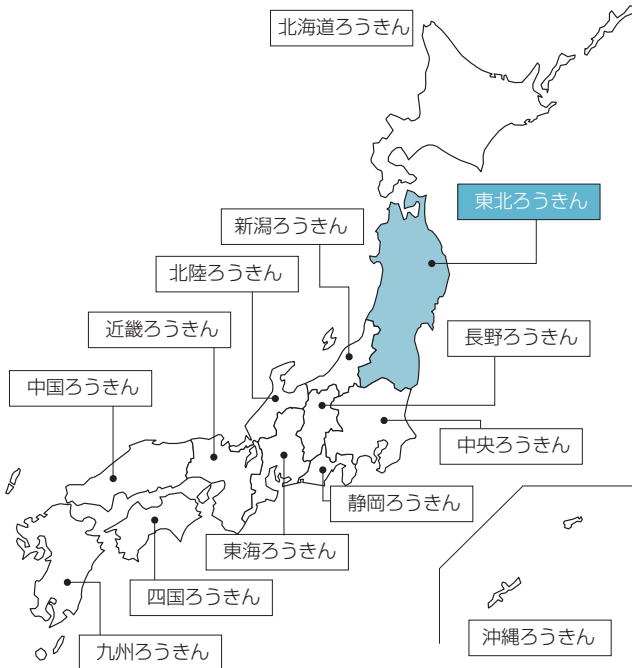 北海道ろうきん
東北ろうきん
新潟ろうきん
北陸ろうきん
近畿ろうきん
長野ろうきん
中国ろうきん
中央ろうきん
静岡ろうきん
東海ろうきん
四国ろうきん
沖縄ろうきん
九州ろうきん